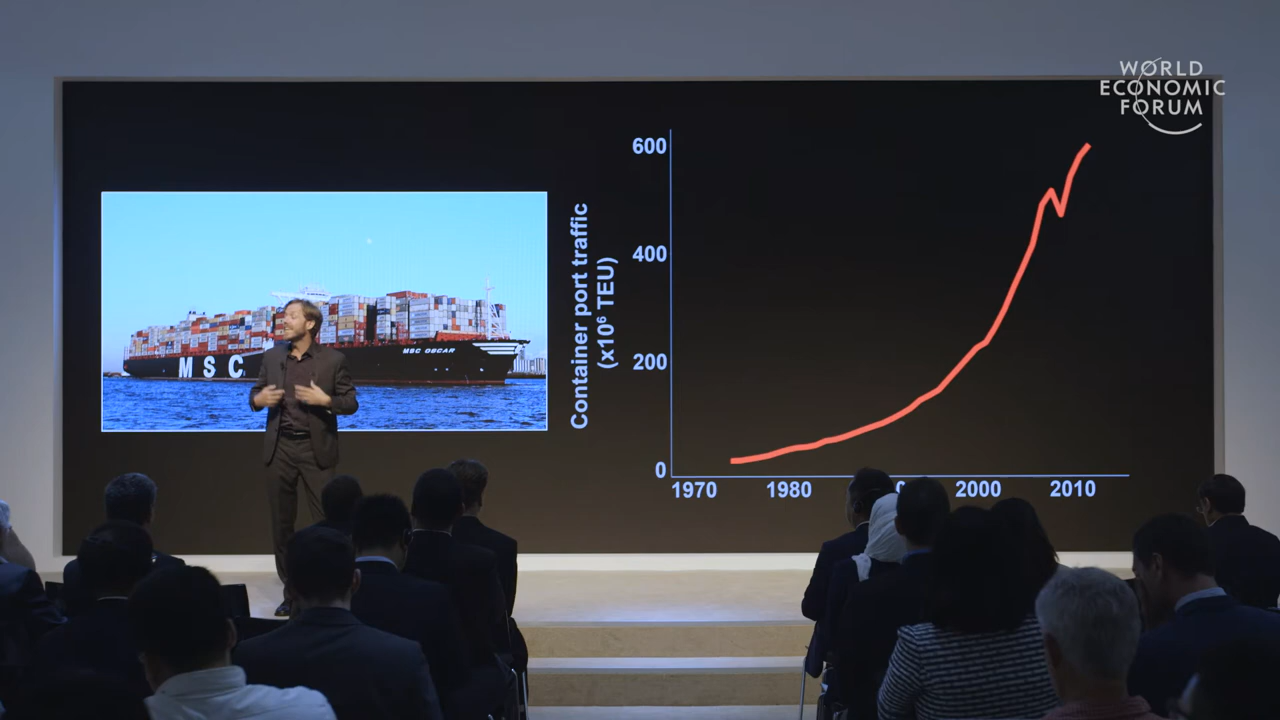 WORLD
ECONOMIC
FORUM
MSC
MSC OSCAR
Container port traffic
(x10⁶ TEU)
600
400
200
0
1970 1980 2000 2010